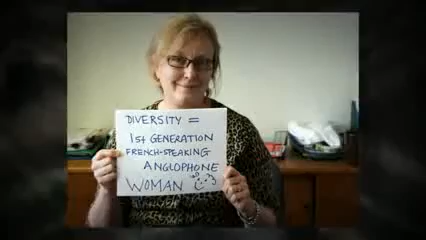 DIVERSITY =
1st GENERATION
FRENCH-SPEAKING
ANGLOPHONE
WOMAN